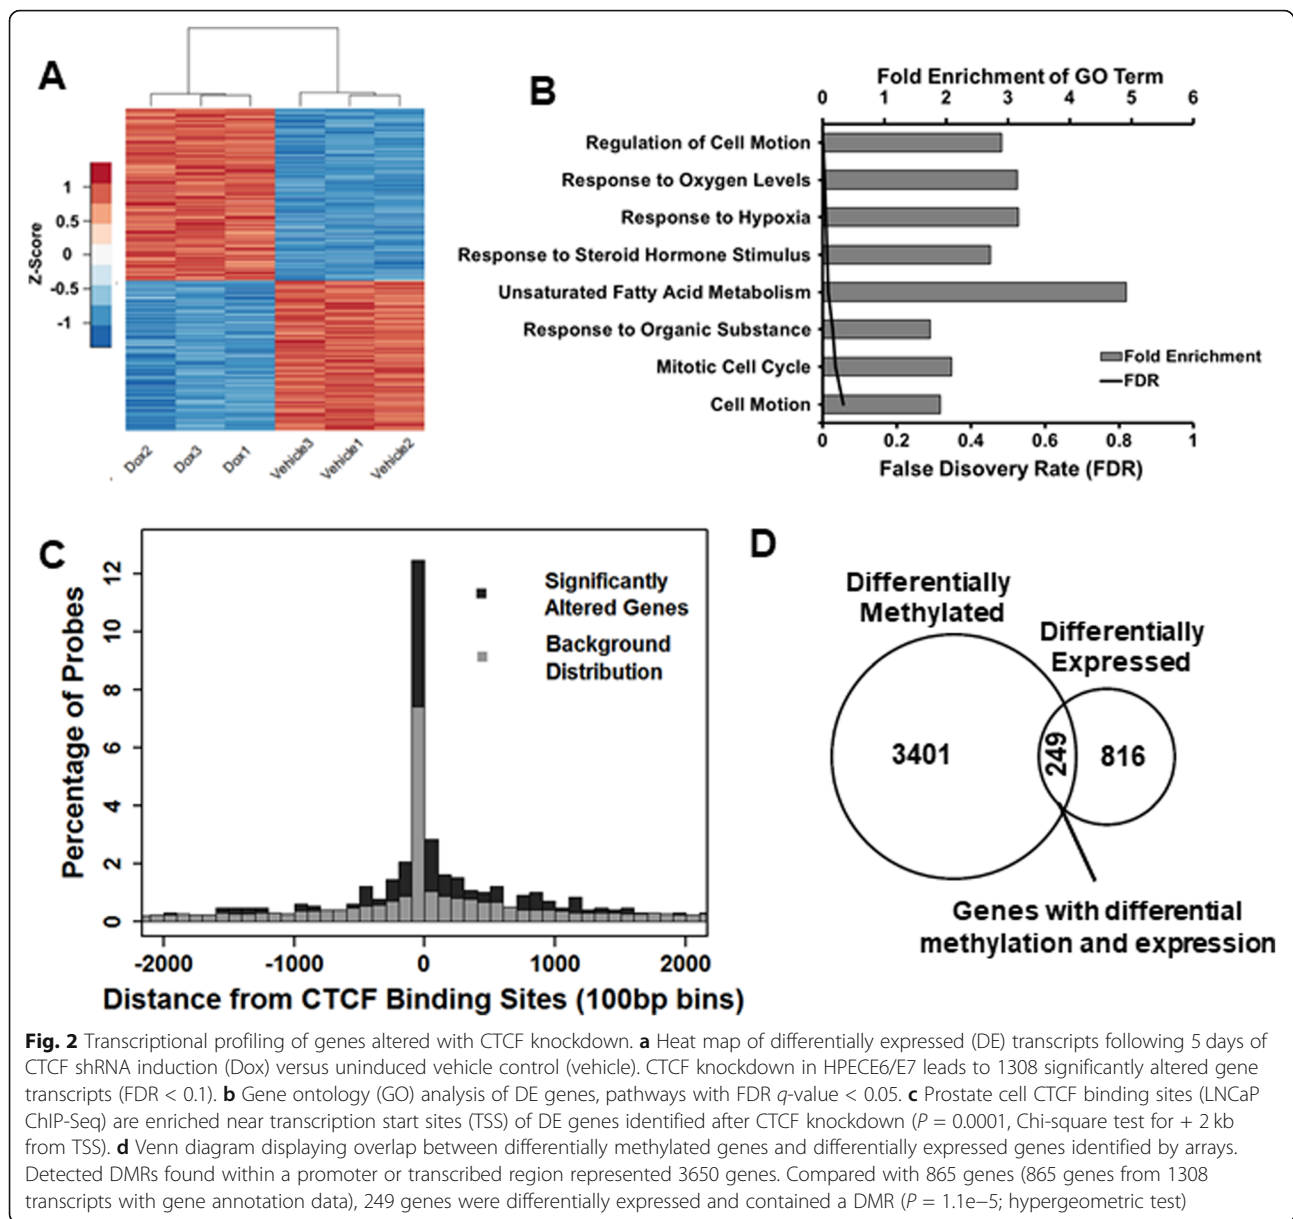 A
Z-Score
1
0.5
0
-0.5
-1
Dox2
Dox3
Dox1
Vehicle3
Vehicle1
Vehicle2
B
Fold Enrichment of GO Term
0 1 2 3 4 5 6
Regulation of Cell Motion
Response to Oxygen Levels
Response to Hypoxia
Response to Steroid Hormone Stimulus
Unsaturated Fatty Acid Metabolism
Response to Organic Substance
Mitotic Cell Cycle
Cell Motion
Fold Enrichment
FDR
0 0.2 0.4 0.6 0.8 1
False Disovery Rate (FDR)
C
Percentage of Probes
12
10
8
6
4
2
0
Significantly
Altered Genes
Background
Distribution
-2000 -1000 0 1000 2000
Distance from CTCF Binding Sites (100bp bins)
D
Differentially
Methylated
Differentially
Expressed
3401
249
816
Genes with differential
methylation and expression
Fig. 2 Transcriptional profiling of genes altered with CTCF knockdown. a Heat map of differentially expressed (DE) transcripts following 5 days of
CTCF shRNA induction (Dox) versus uninduced vehicle control (vehicle). CTCF knockdown in HPECE6/E7 leads to 1308 significantly altered gene
transcripts (FDR < 0.1). b Gene ontology (GO) analysis of DE genes, pathways with FDR q-value < 0.05. c Prostate cell CTCF binding sites (LNCaP
ChIP-Seq) are enriched near transcription start sites (TSS) of DE genes identified after CTCF knockdown (P = 0.0001, Chi-square test for + 2 kb
from TSS). d Venn diagram displaying overlap between differentially methylated genes and differentially expressed genes identified by arrays.
Detected DMRs found within a promoter or transcribed region represented 3650 genes. Compared with 865 genes (865 genes from 1308
transcripts with gene annotation data), 249 genes were differentially expressed and contained a DMR (P = 1.1e−5; hypergeometric test)